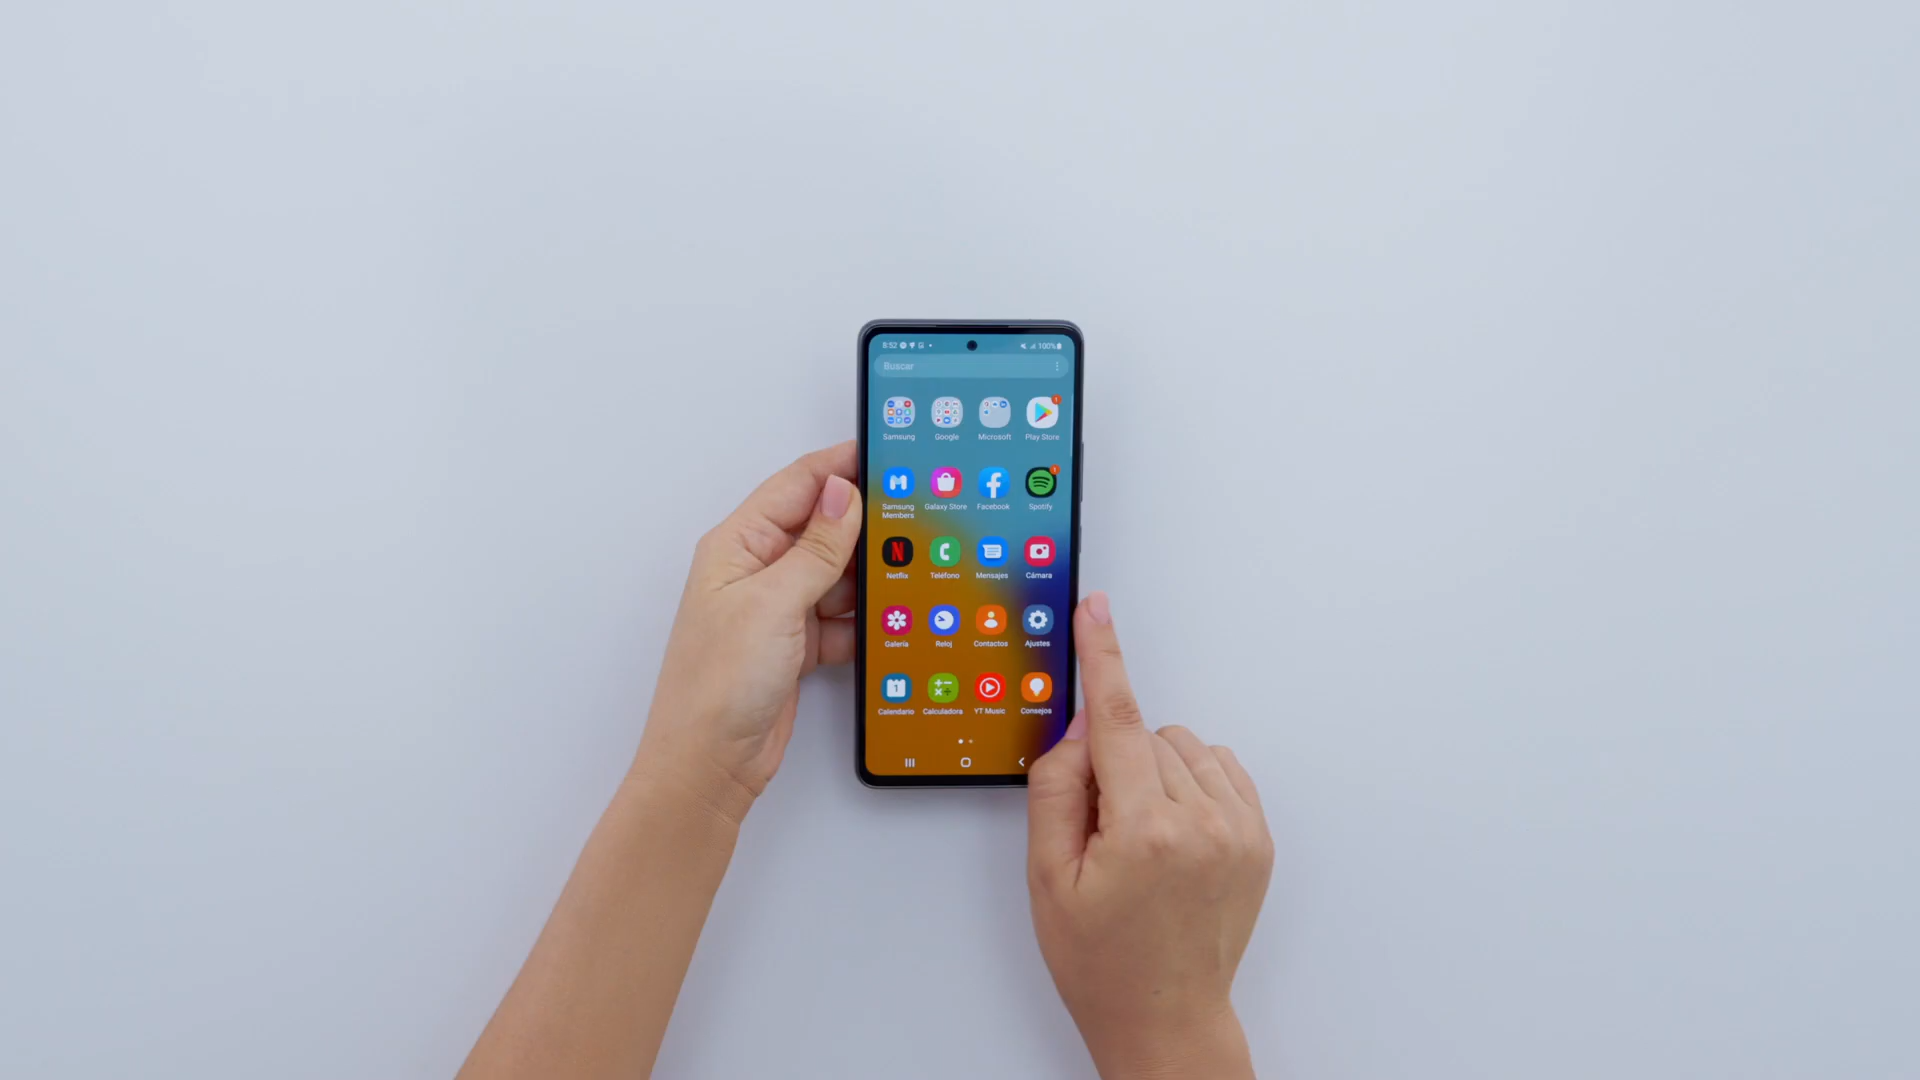 8:52
100%
Buscar
Samsung Google Microsoft Play Store
Samsung Members Galaxy Store Facebook Spotify
Netflix Teléfono Mensajes Cámara
Galería Reloj Contactos Ajustes
Calendario Calculadora YT Music Consejos